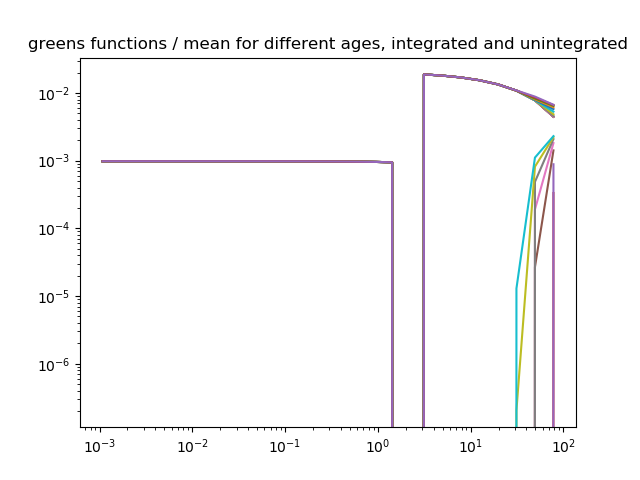 greens functions / mean for different ages, integrated and unintegrated
10⁻²
10⁻³
10⁻⁴
10⁻⁵
10⁻⁶
10⁻³ 10⁻² 10⁻¹ 10⁰ 10¹ 10²